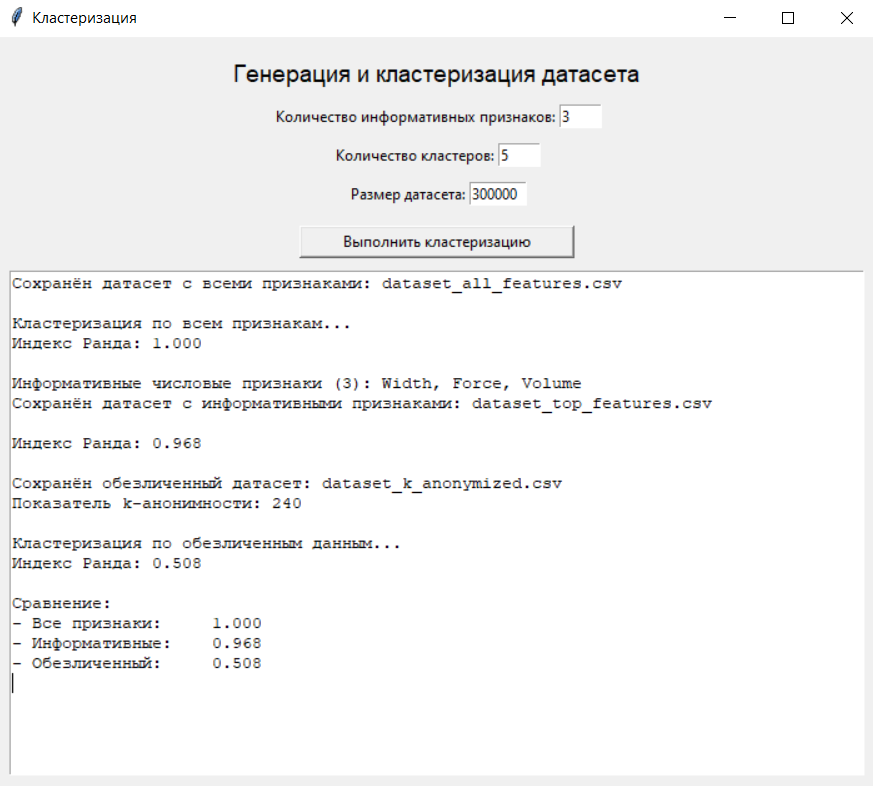 Кластеризация
Генерация и кластеризация датасета
Количество информативных признаков: 3
Количество кластеров: 5
Размер датасета: 300000
Выполнить кластеризацию
Сохранён датасет с всеми признаками: dataset_all_features.csv
Кластеризация по всем признакам...
Индекс Ранда: 1.000
Информативные числовые признаки (3): Width, Force, Volume
Сохранён датасет с информативными признаками: dataset_top_features.csv
Индекс Ранда: 0.968
Сохранён обезличенный датасет: dataset_k_anonymized.csv
Показатель k-анонимности: 240
Кластеризация по обезличенным данным...
Индекс Ранда: 0.508
Сравнение:
- Все признаки: 1.000
- Информативные: 0.968
- Обезличенный: 0.508